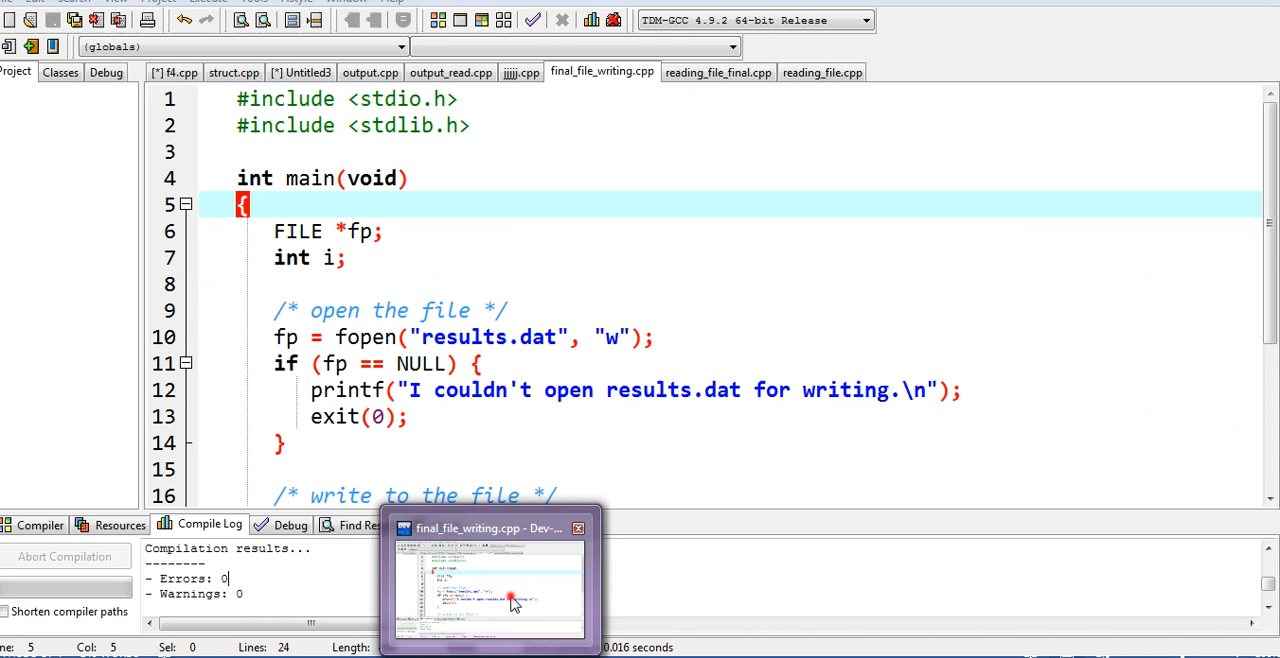 TDM-GCC 4.9.2 64-bit Release
(globals)
Project Classes Debug [*] f4.cpp struct.cpp [*] Untitled3 output.cpp output_read.cpp jjjjj.cpp final_file_writing.cpp reading_file_final.cpp reading_file.cpp
1 #include <stdio.h>
2 #include <stdlib.h>
3
4 int main(void)
5 {
6 FILE *fp;
7 int i;
8
9 /* open the file */
10 fp = fopen("results.dat", "w");
11 if (fp == NULL) {
12 printf("I couldn't open results.dat for writing.\n");
13 exit(0);
14 }
15
16 /* write to the file */
Compiler Resources Compile Log Debug Find Res
final_file_writing.cpp - Dev-...
Abort Compilation
Compilation results...
--------
- Errors: 0
- Warnings: 0
Shorten compiler paths
ne: 5 Col: 5 Sel: 0 Lines: 24 Length: 0.016 seconds